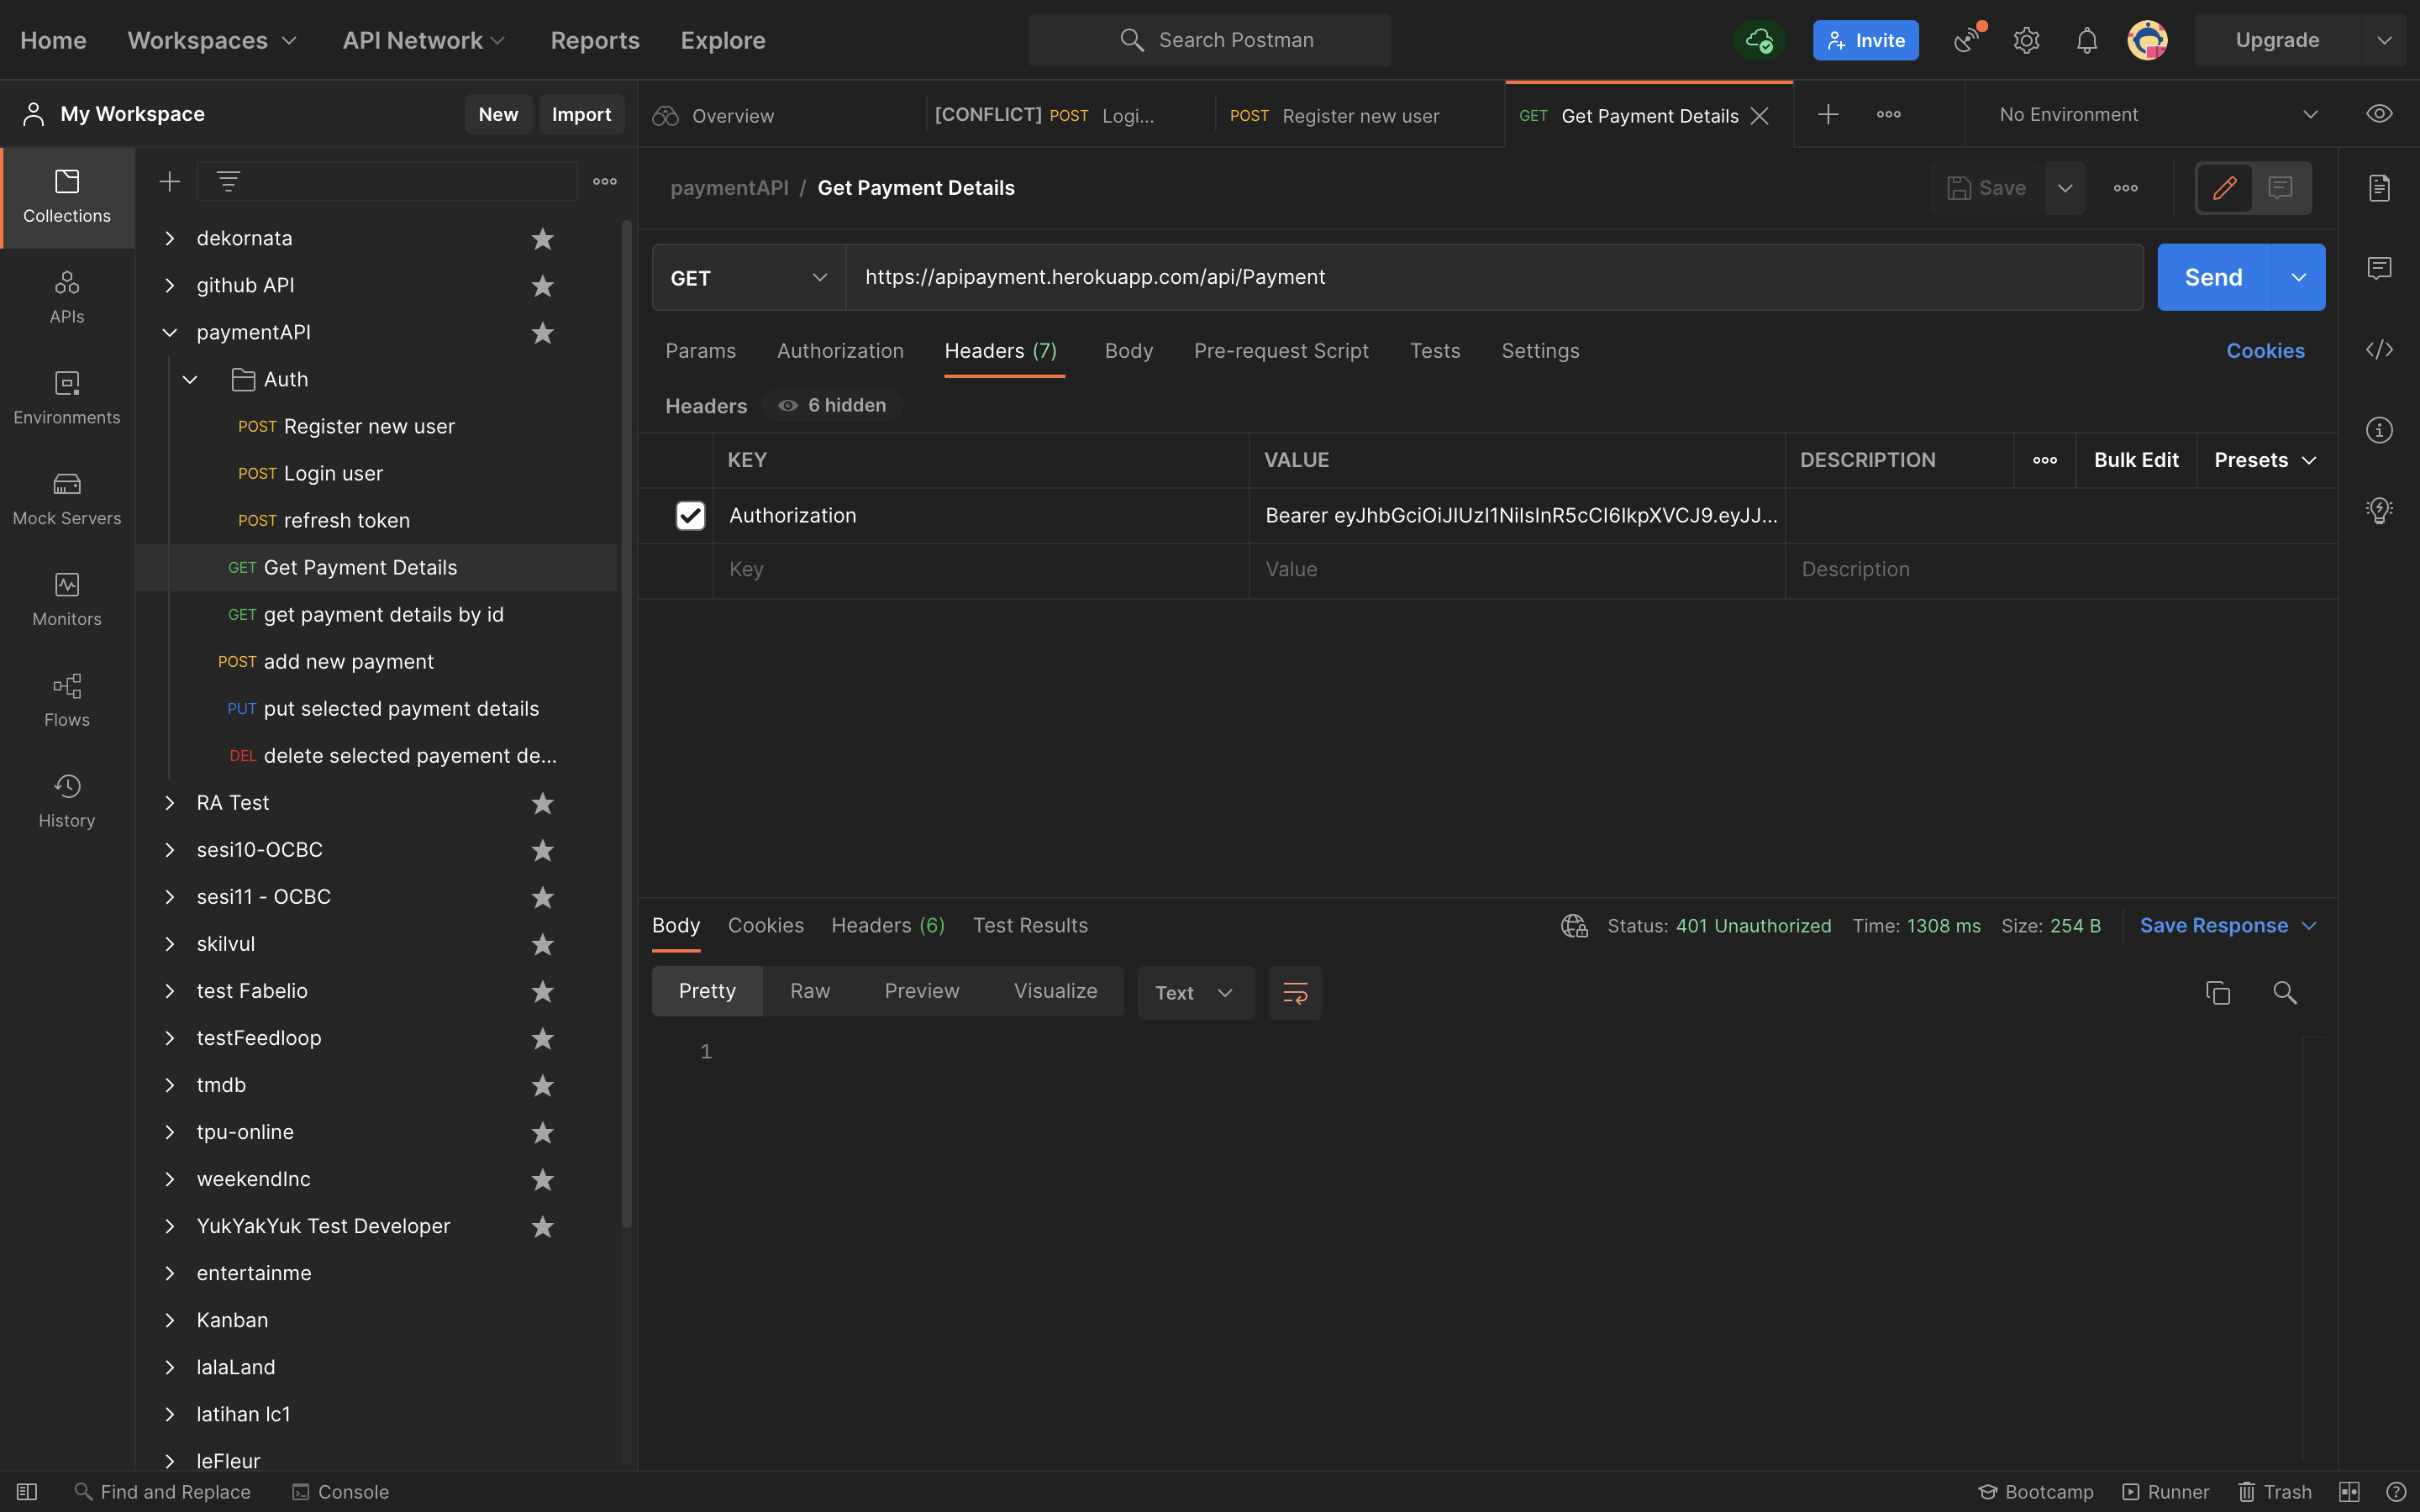 Home Workspaces API Network Reports Explore Search Postman Invite Upgrade
My Workspace New Import Overview [CONFLICT] POST Logi... POST Register new user GET Get Payment Details No Environment
Collections
APIs
Environments
Mock Servers
Monitors
Flows
History
dekornata
github API
paymentAPI
Auth
POST Register new user
POST Login user
POST refresh token
GET Get Payment Details
GET get payment details by id
POST add new payment
PUT put selected payment details
DEL delete selected payement de...
RA Test
sesi10-OCBC
sesi11 - OCBC
skilvul
test Fabelio
testFeedloop
tmdb
tpu-online
weekendInc
YukYakYuk Test Developer
entertainme
Kanban
lalaLand
latihan lc1
leFleur
paymentAPI / Get Payment Details Save
GET https://apipayment.herokuapp.com/api/Payment Send
Params Authorization Headers (7) Body Pre-request Script Tests Settings Cookies
Headers 6 hidden
KEY VALUE DESCRIPTION Bulk Edit Presets
Authorization Bearer eyJhbGciOiJIUzI1NiIsInR5cCI6IkpXVCJ9.eyJJ...
Key Value Description
Body Cookies Headers (6) Test Results Status: 401 Unauthorized Time: 1308 ms Size: 254 B Save Response
Pretty Raw Preview Visualize Text
1
Find and Replace Console Bootcamp Runner Trash